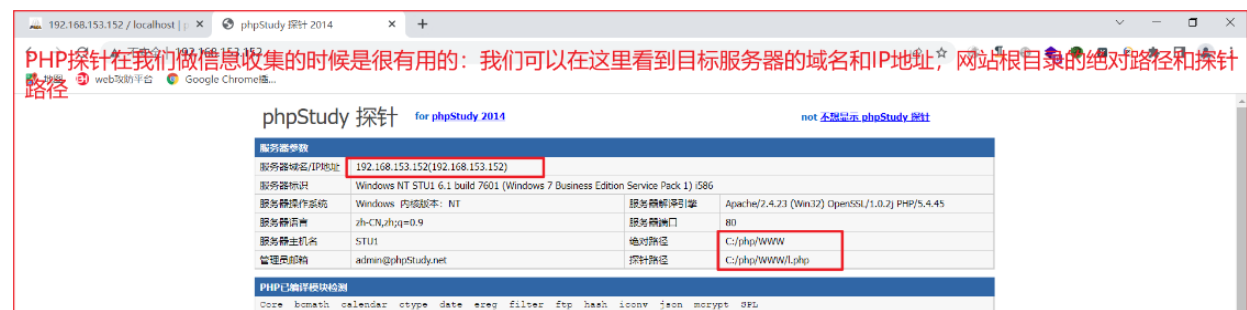 192.168.153.152 / localhost | p
phpStudy 探针 2014
PHP探针在我们做信息收集的时候是很有用的：我们可以在这里看到目标服务器的域名和IP地址，网站根目录的绝对路径和探针
路径
web攻防平台
Google Chrome
phpStudy 探针 for phpStudy 2014 not 不想显示 phpStudy 探针
服务器参数
服务器域名/IP地址 192.168.153.152(192.168.153.152)
服务器标识 Windows NT STU1 6.1 build 7601 (Windows 7 Business Edition Service Pack 1) i586
服务器操作系统 Windows 内核版本：NT 服务器解译引擎 Apache/2.4.23 (Win32) OpenSSL/1.0.2j PHP/5.4.45
服务器语言 zh-CN,zh;q=0.9 服务器端口 80
服务器主机名 STU1 绝对路径 C:/php/WWW
管理员邮箱 admin@phpStudy.net 探针路径 C:/php/WWW/l.php
PHP已编译模块检测
Core bcmath calendar ctype date ereg filter ftp hash iconv json mcrypt SPL